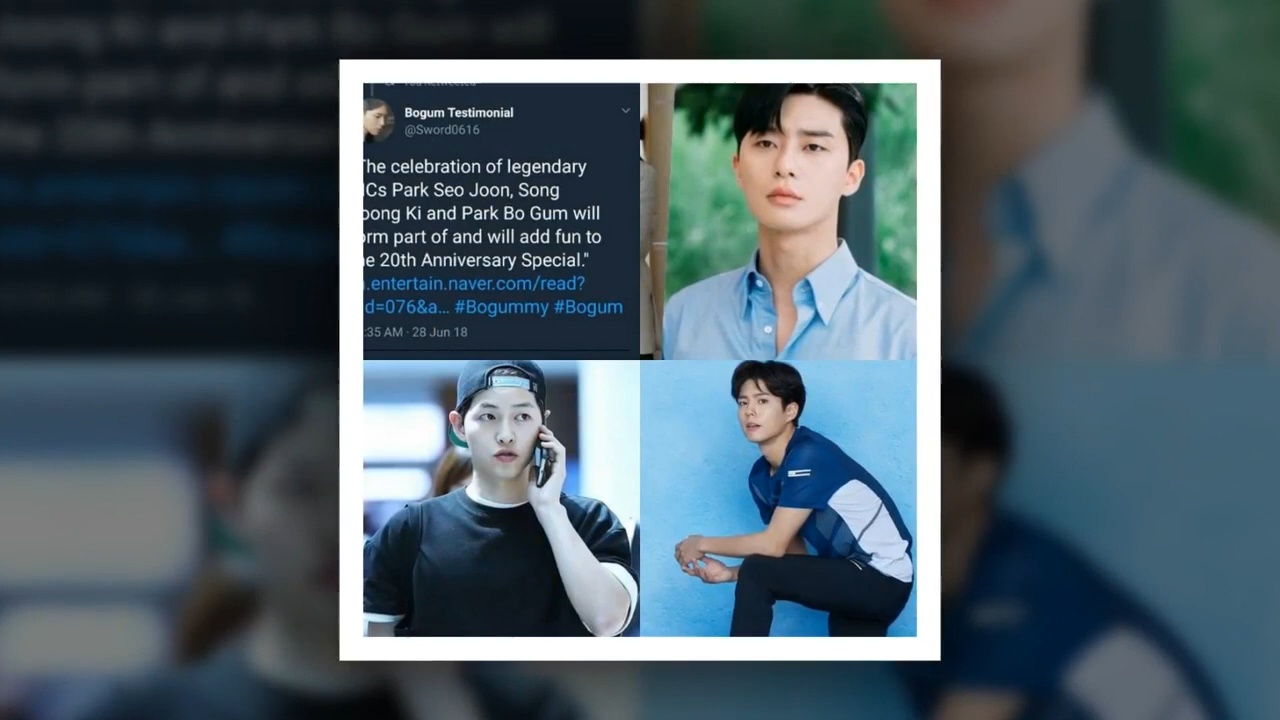 Bogum Testimonial
@Sword0616
The celebration of legendary
Cs Park Seo Joon, Song
oong Ki and Park Bo Gum will
orm part of and will add fun to
e 20th Anniversary Special."
.entertain.naver.com/read?
d=076&a... #Bogummy #Bogum
:35 AM · 28 Jun 18